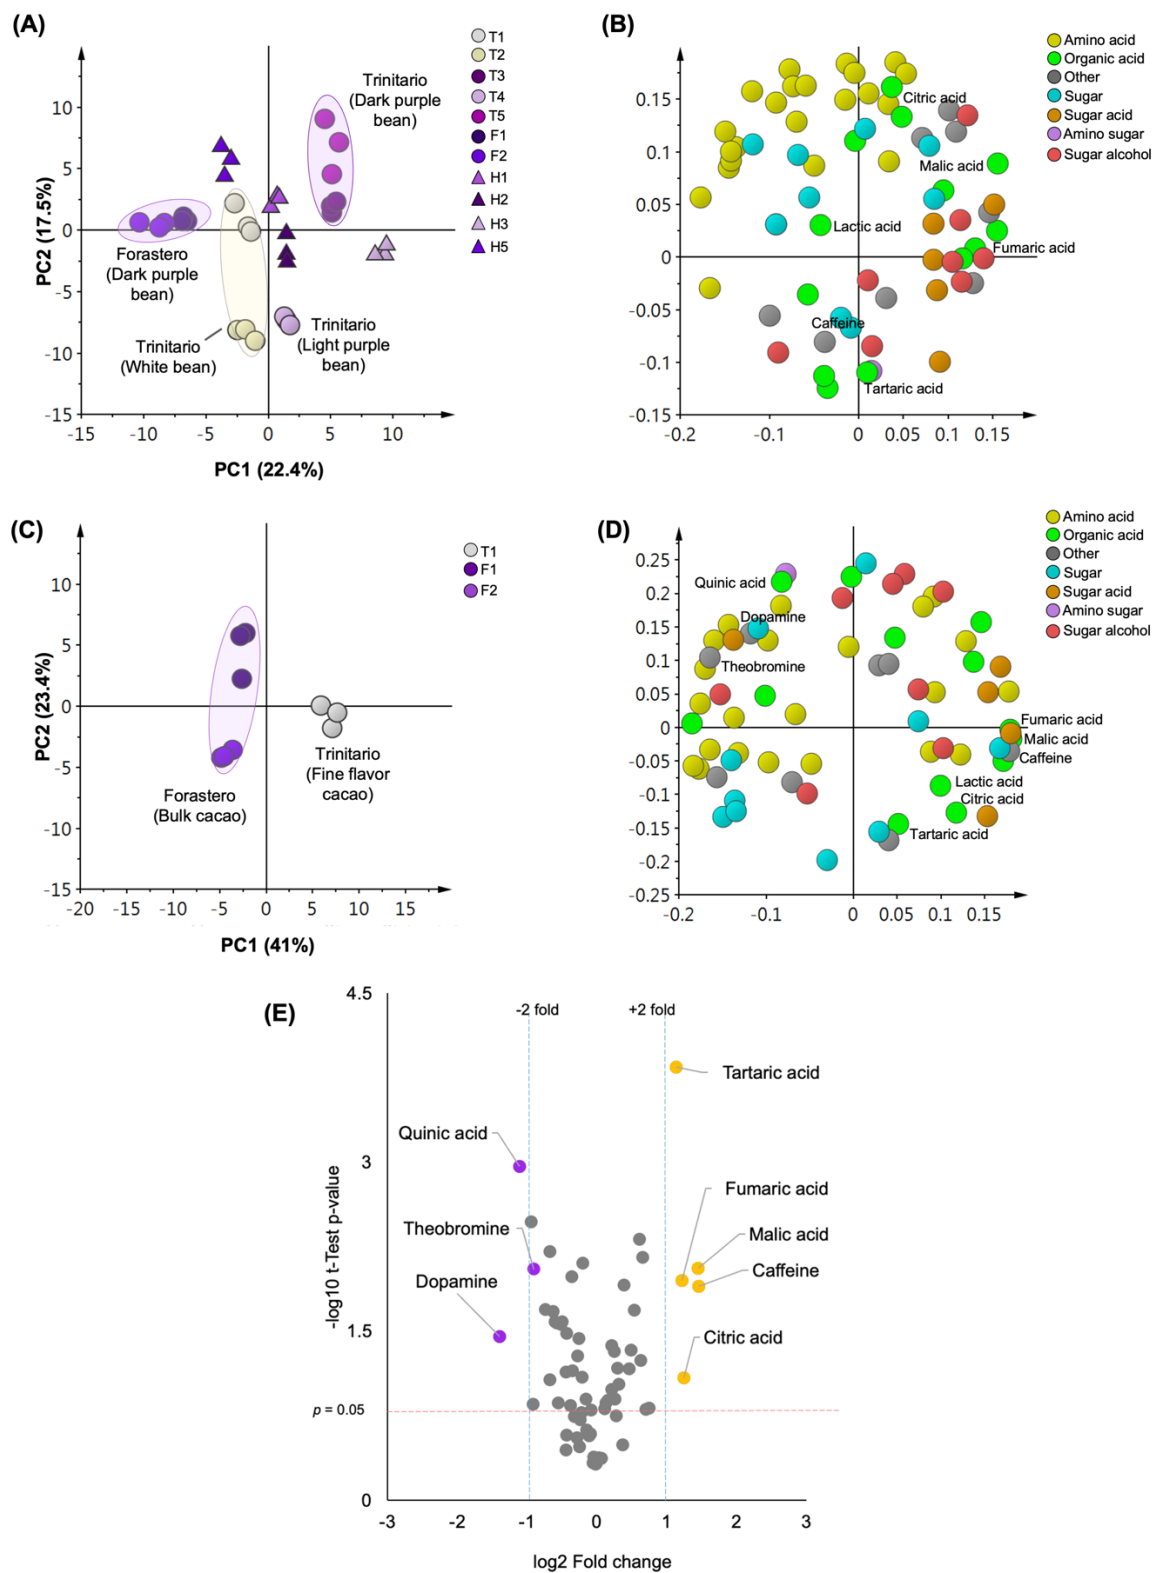 (A)
PC2 (17.5%)
10
5
0
-5
-10
-15
-15
-10
-5
0
5
10
PC1 (22.4%)
Trinitario
(Dark purple
bean)
Forastero
(Dark purple
bean)
Trinitario
(White bean)
Trinitario
(Light purple
bean)
T1
T2
T3
T4
T5
F1
F2
H1
H2
H3
H5
(B)
0.15
0.1
0.05
0
-0.05
-0.1
-0.15
-0.2
-0.1
0
0.05
0.1
0.15
Citric acid
Malic acid
Lactic acid
Fumaric acid
Caffeine
Tartaric acid
Amino acid
Organic acid
Other
Sugar
Sugar acid
Amino sugar
Sugar alcohol
(C)
PC2 (23.4%)
10
5
0
-5
-10
-15
-20
-15
-10
-5
0
5
10
15
PC1 (41%)
Forastero
(Bulk cacao)
Trinitario
(Fine flavor
cacao)
T1
F1
F2
(D)
0.25
0.2
0.15
0.1
0.05
0
-0.05
-0.1
-0.15
-0.2
-0.25
-0.2
-0.1
0
0.05
0.1
0.15
Quinic acid
Dopamine
Theobromine
Fumaric acid
Malic acid
Caffeine
Lactic acid
Citric acid
Tartaric acid
Amino acid
Organic acid
Other
Sugar
Sugar acid
Amino sugar
Sugar alcohol
(E)
-log10 t-Test p-value
4.5
3
1.5
p = 0.05
0
-3
-2
-1
0
1
2
3
log2 Fold change
-2 fold
+2 fold
Tartaric acid
Quinic acid
Fumaric acid
Theobromine
Malic acid
Caffeine
Dopamine
Citric acid